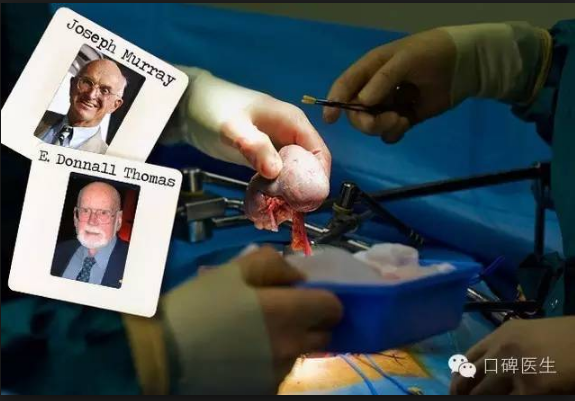 Joseph Murray
E. Donnall Thomas
口碑医生